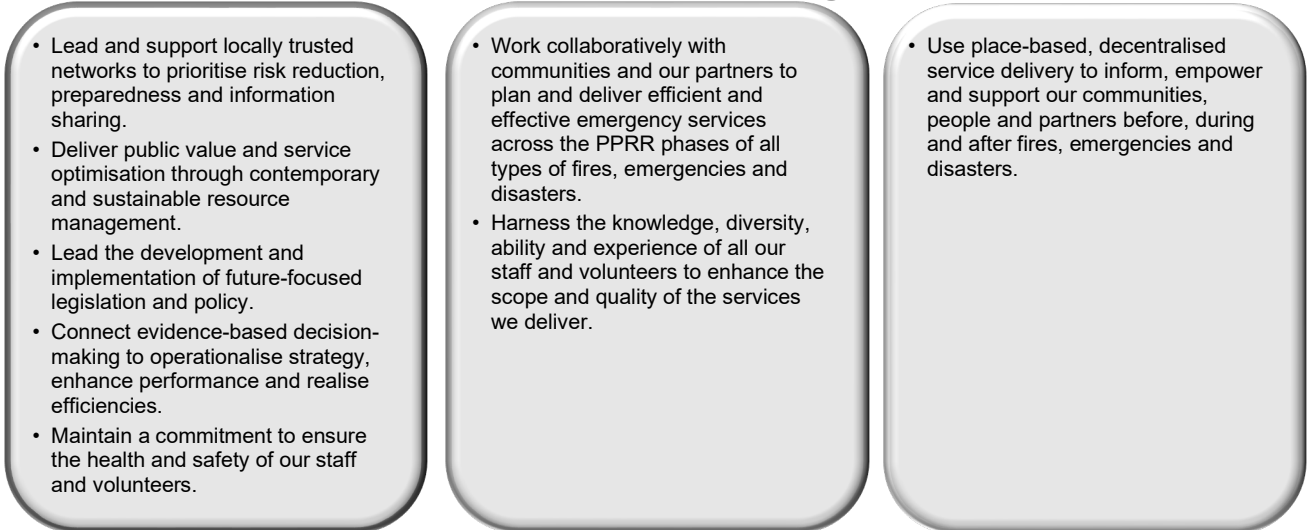 • Lead and support locally trusted
networks to prioritise risk reduction,
preparedness and information
sharing.
• Deliver public value and service
optimisation through contemporary
and sustainable resource
management.
• Lead the development and
implementation of future-focused
legislation and policy.
• Connect evidence-based decision-
making to operationalise strategy,
enhance performance and realise
efficiencies.
• Maintain a commitment to ensure
the health and safety of our staff
and volunteers.
• Work collaboratively with
communities and our partners to
plan and deliver efficient and
effective emergency services
across the PPRR phases of all
types of fires, emergencies and
disasters.
• Harness the knowledge, diversity,
ability and experience of all our
staff and volunteers to enhance the
scope and quality of the services
we deliver.
• Use place-based, decentralised
service delivery to inform, empower
and support our communities,
people and partners before, during
and after fires, emergencies and
disasters.